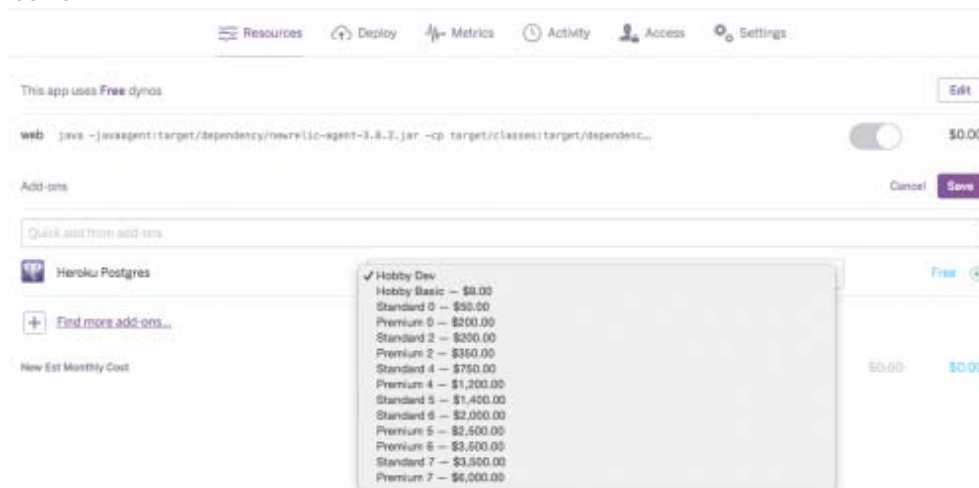 Resources Deploy Metrics Activity Access Settings
This app uses Free dynos
Edit
web java -javaagent:target/dependency/newrelic-agent-3.8.2.jar -cp target/classes:target/dependenc… $0.00
Add-ons Cancel Save
Quick add from add-ons
Heroku Postgres Free
✓ Hobby Dev
Hobby Basic — $9.00
Standard 0 — $50.00
Premium 0 — $200.00
Standard 2 — $200.00
Premium 2 — $350.00
Standard 4 — $750.00
Premium 4 — $1,200.00
Standard 5 — $1,400.00
Standard 6 — $2,000.00
Premium 5 — $2,500.00
Premium 6 — $3,500.00
Standard 7 — $3,500.00
Premium 7 — $6,000.00
Find more add-ons…
New Est Monthly Cost $0.00 $0.00